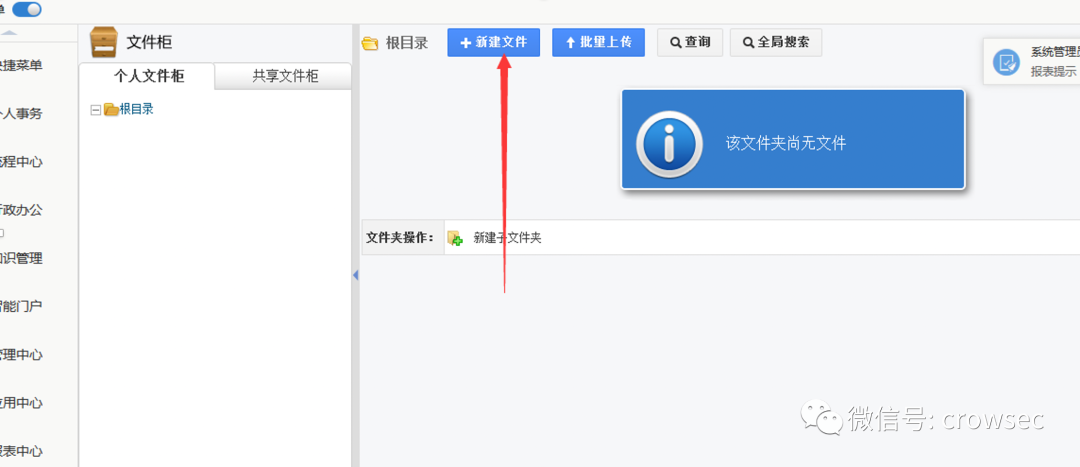 单
快捷菜单
个人事务
流程中心
行政办公
知识管理
智能门户
管理中心
应用中心
报表中心
文件柜
个人文件柜
共享文件柜
根目录
根目录
新建文件
批量上传
查询
全局搜索
系统管理员
报表提示
该文件夹尚无文件
文件夹操作：
新建子文件夹
微信号: crowsec